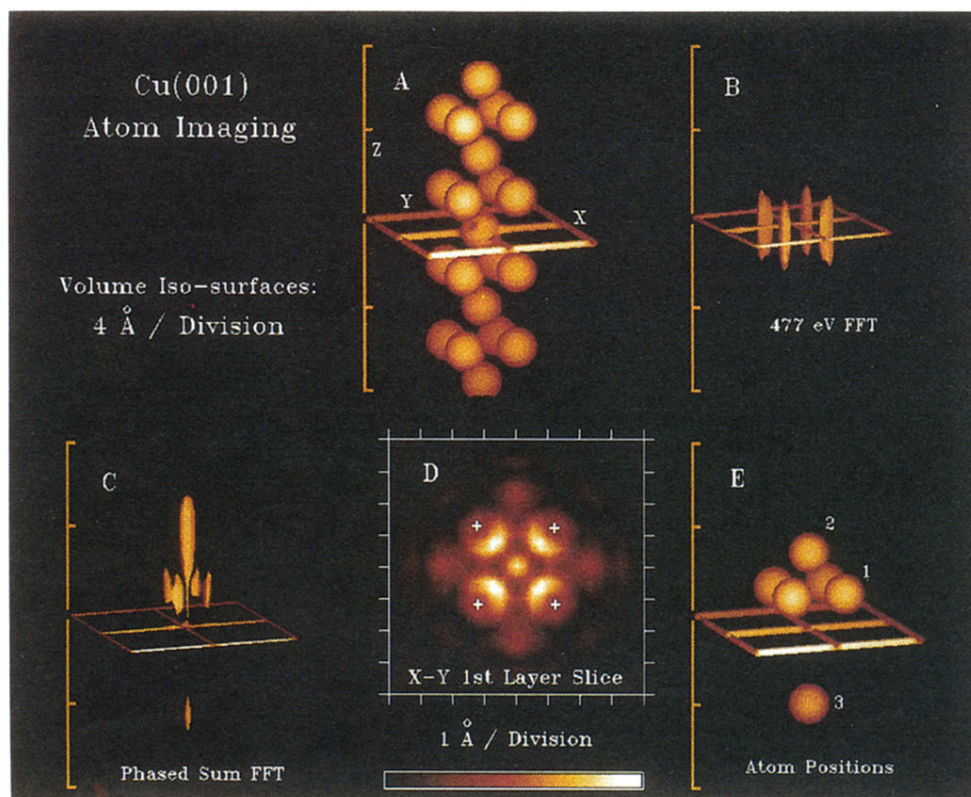 Cu(001)
Atom Imaging
Volume Iso-surfaces:
4 Å / Division
A
Z
Y
X
B
477 eV FFT
C
Phased Sum FFT
D
X-Y 1st Layer Slice
1 Å / Division
E
2
1
3
Atom Positions